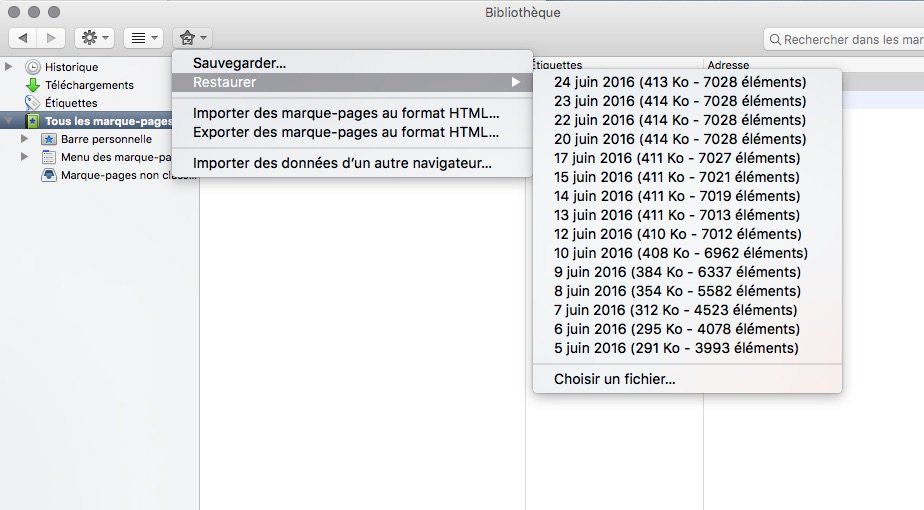 Bibliothèque
Rechercher dans les mar
Historique
Téléchargements
Étiquettes
Tous les marque-pages
Barre personnelle
Menu des marque-pa
Marque-pages non class
Sauvegarder...
Restaurer
Importer des marque-pages au format HTML...
Exporter des marque-pages au format HTML...
Importer des données d’un autre navigateur...
Étiquettes
Adresse
24 juin 2016 (413 Ko - 7028 éléments)
23 juin 2016 (414 Ko - 7028 éléments)
22 juin 2016 (414 Ko - 7028 éléments)
20 juin 2016 (414 Ko - 7028 éléments)
17 juin 2016 (411 Ko - 7027 éléments)
15 juin 2016 (411 Ko - 7021 éléments)
14 juin 2016 (411 Ko - 7019 éléments)
13 juin 2016 (411 Ko - 7013 éléments)
12 juin 2016 (410 Ko - 7012 éléments)
10 juin 2016 (408 Ko - 6962 éléments)
9 juin 2016 (384 Ko - 6337 éléments)
8 juin 2016 (354 Ko - 5582 éléments)
7 juin 2016 (312 Ko - 4523 éléments)
6 juin 2016 (295 Ko - 4078 éléments)
5 juin 2016 (291 Ko - 3993 éléments)
Choisir un fichier...